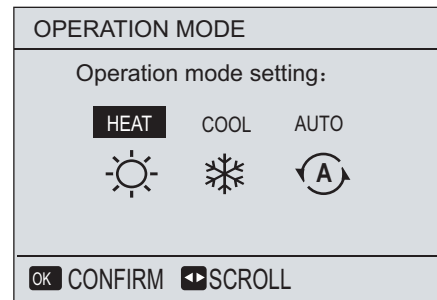 OPERATION MODE
Operation mode setting：
HEAT COOL AUTO
A
OK CONFIRM SCROLL